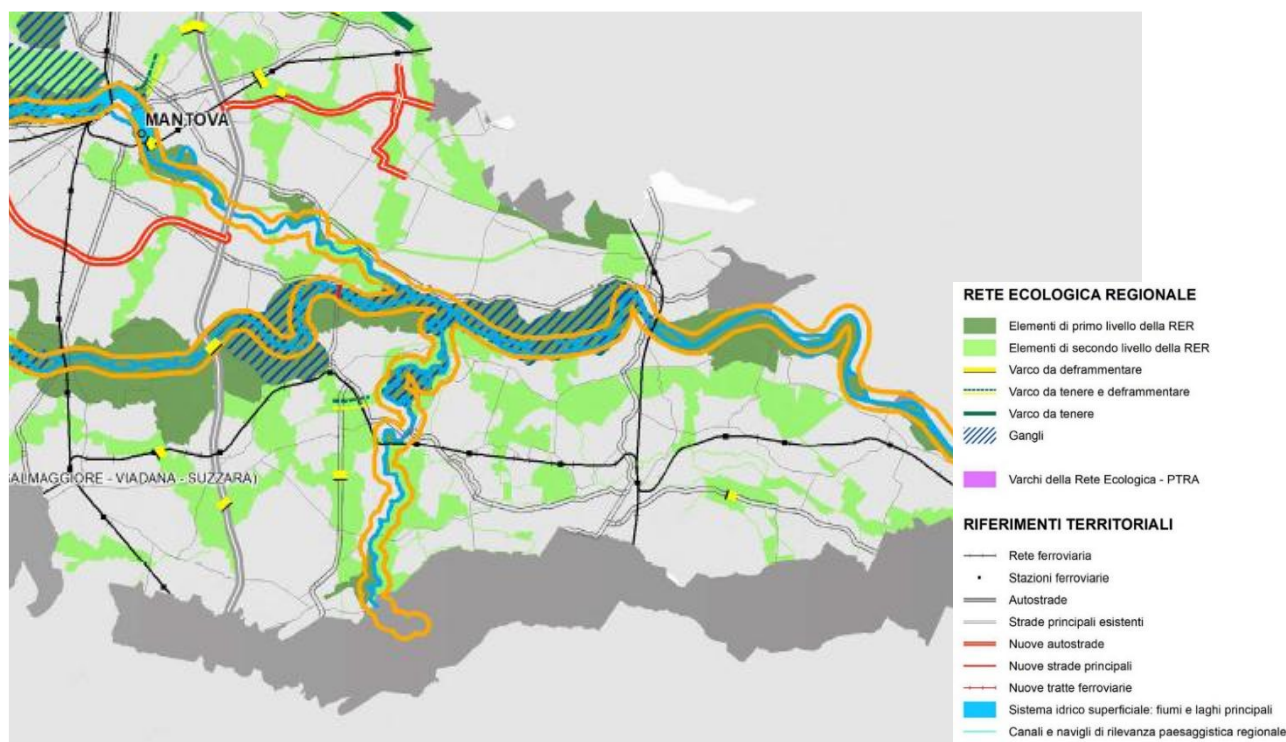 MANTOVA
SALMAGGIORE - VIADANA - SUZZARA)
RETE ECOLOGICA REGIONALE
Elementi di primo livello della RER
Elementi di secondo livello della RER
Varco da deframmentare
Varco da tenere e deframmentare
Varco da tenere
Gangli
Varchi della Rete Ecologica - PTRA
RIFERIMENTI TERRITORIALI
Rete ferroviaria
Stazioni ferroviarie
Autostrade
Strade principali esistenti
Nuove autostrade
Nuove strade principali
Nuove tratte ferroviarie
Sistema idrico superficiale: fiumi e laghi principali
Canali e navigli di rilevanza paesaggistica regionale